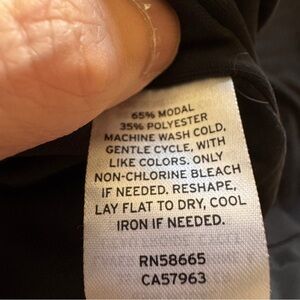 65% MODAL
35% POLYESTER
MACHINE WASH COLD,
GENTLE CYCLE, WITH
LIKE COLORS. ONLY
NON-CHLORINE BLEACH
IF NEEDED. RESHAPE,
LAY FLAT TO DRY, COOL
IRON IF NEEDED.
RN58665
CA57963